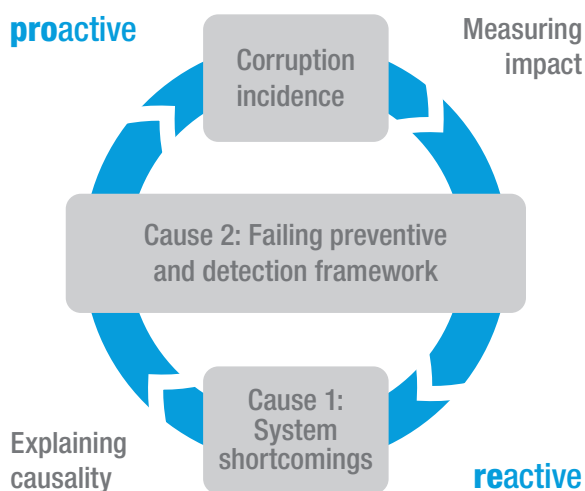 proactive
Measuring
impact
Corruption
incidence
Cause 2: Failing preventive
and detection framework
Cause 1:
System
shortcomings
Explaining
causality
reactive